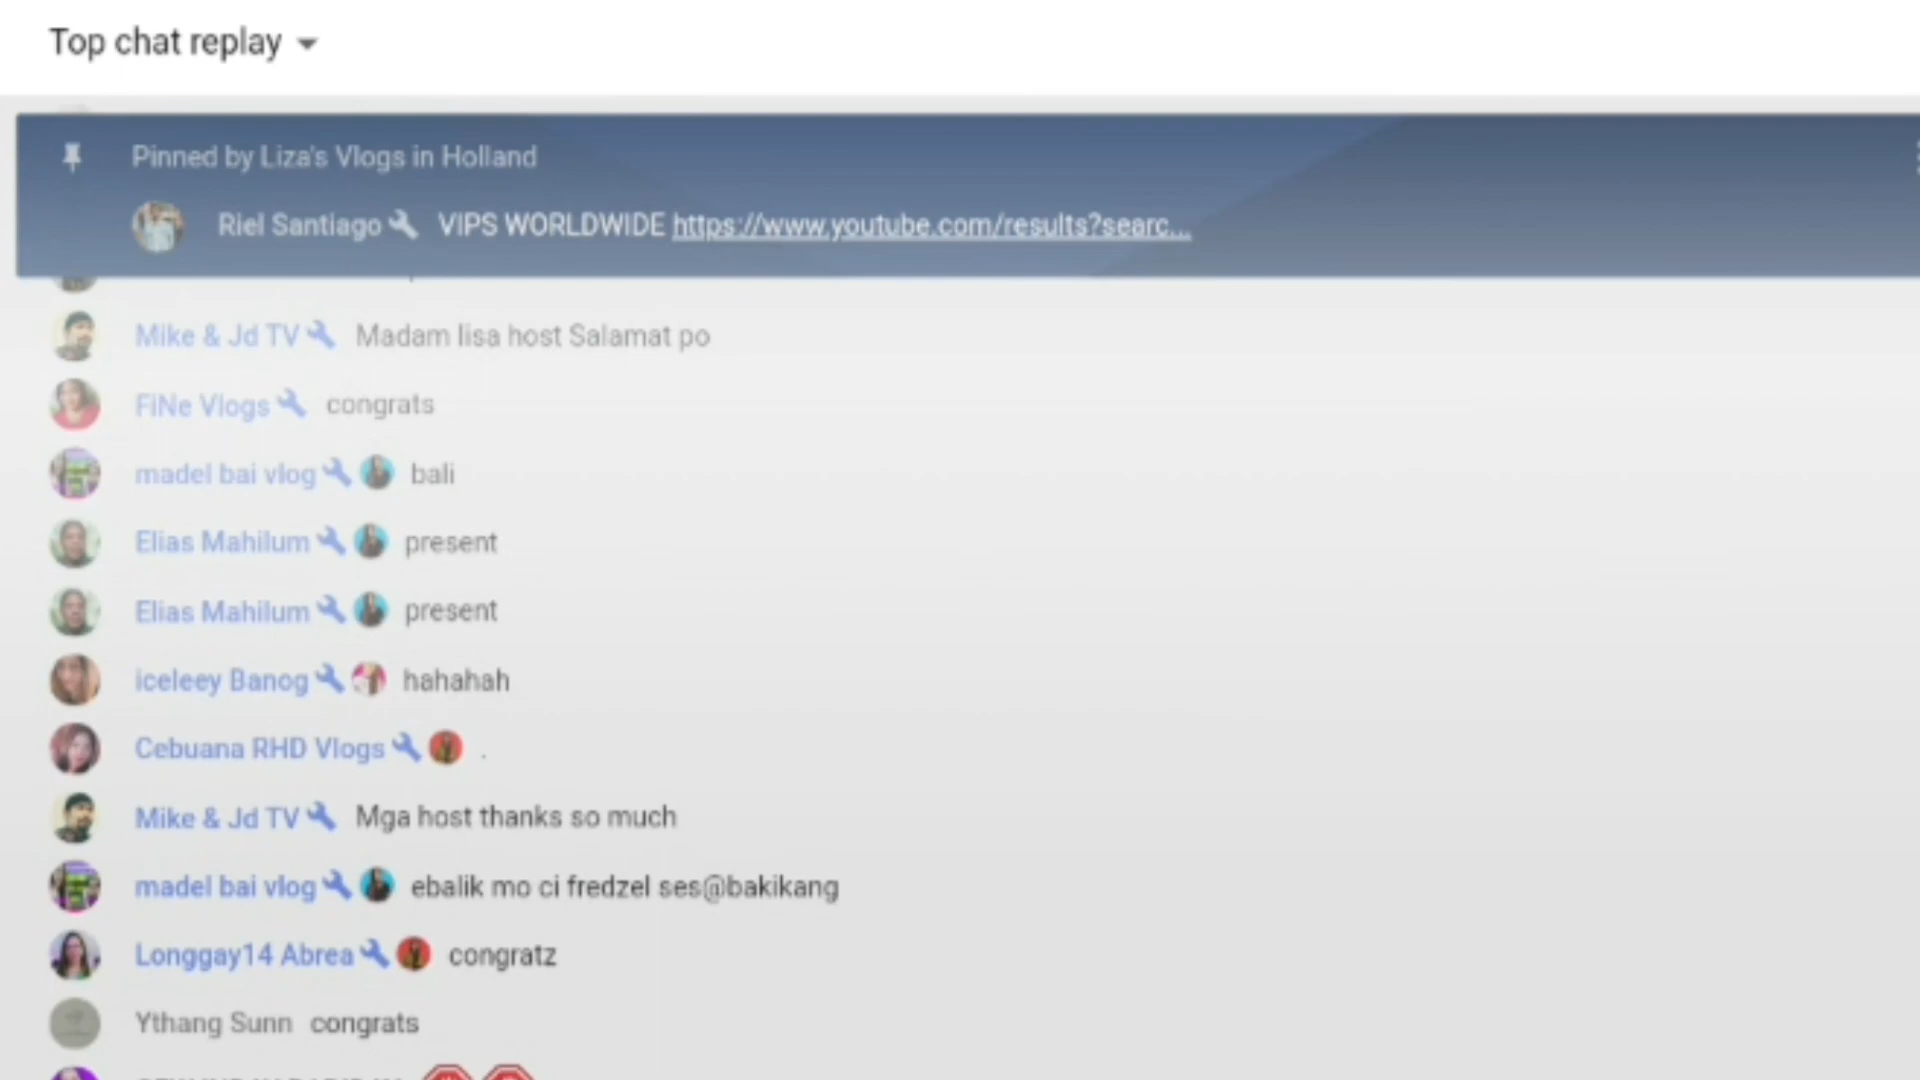 Top chat replay
Pinned by Liza's Vlogs in Holland
Riel Santiago VIPS WORLDWIDE https://www.youtube.com/results?searc...
Mike & Jd TV Madam lisa host Salamat po
FiNe Vlogs congrats
madel bai vlog bali
Elias Mahilum present
Elias Mahilum present
iceleey Banog hahahah
Cebuana RHD Vlogs .
Mike & Jd TV Mga host thanks so much
madel bai vlog ebalik mo ci fredzel ses@bakikang
Longgay14 Abrea congratz
Ythang Sunn congrats